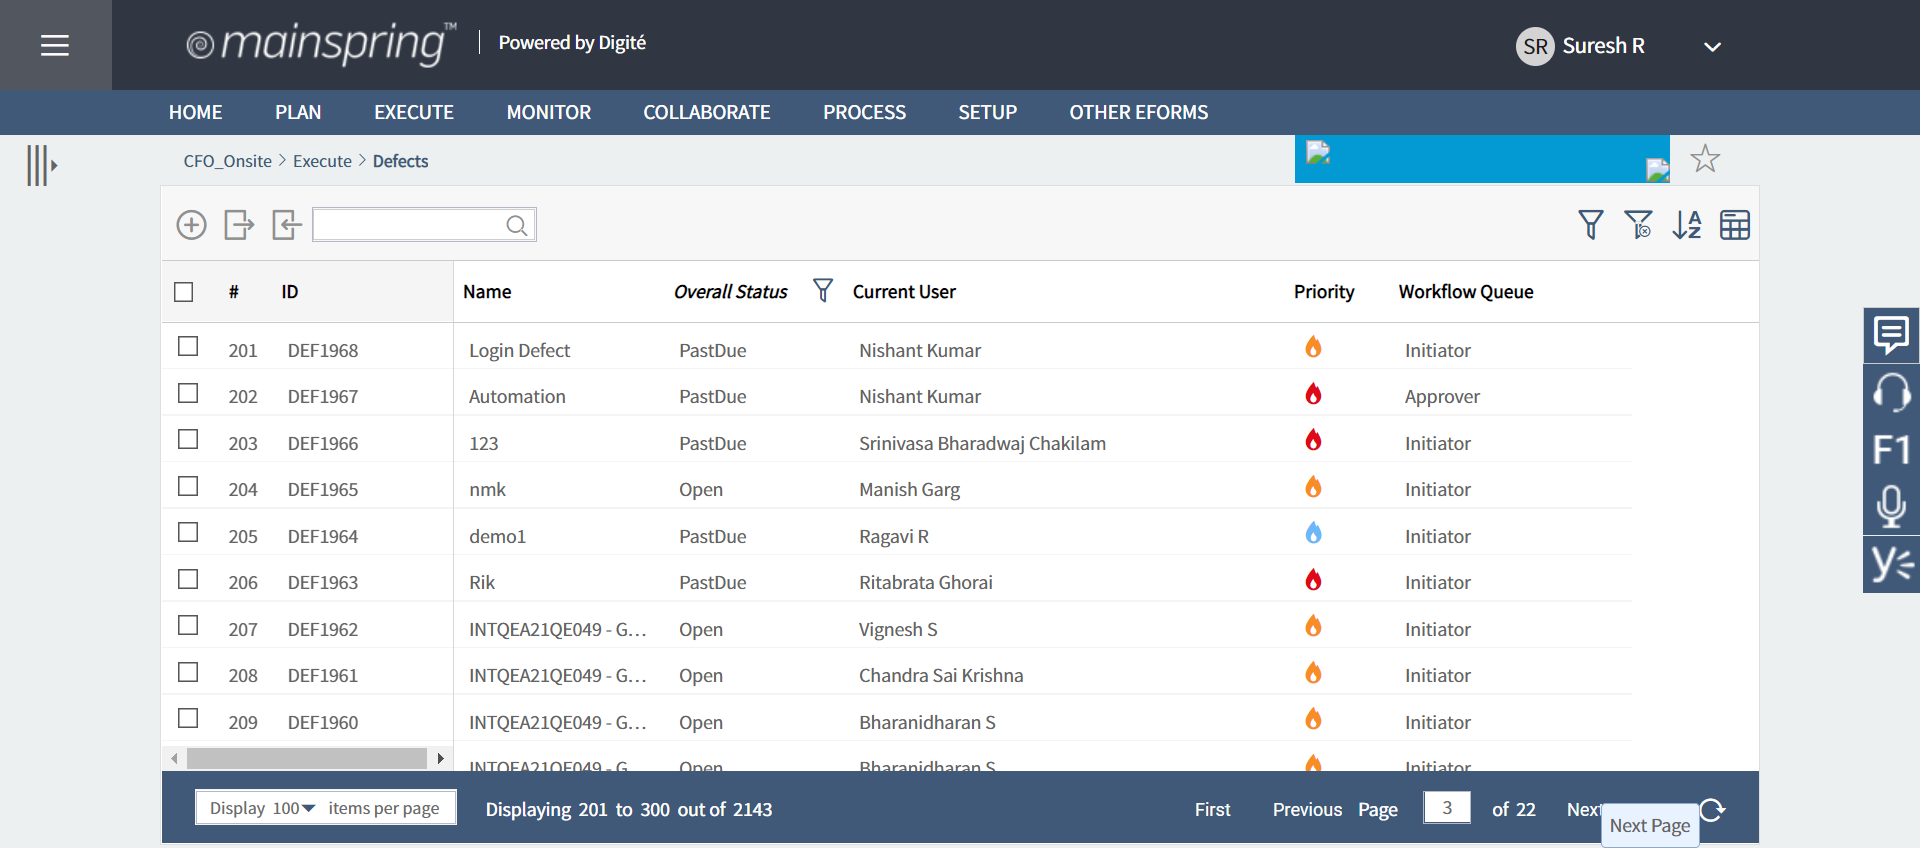 mainspring™ Powered by Digité
SR Suresh R
HOME PLAN EXECUTE MONITOR COLLABORATE PROCESS SETUP OTHER EFORMS
CFO_Onsite > Execute > Defects
# ID Name Overall Status Current User Priority Workflow Queue
201 DEF1968 Login Defect PastDue Nishant Kumar Initiator
202 DEF1967 Automation PastDue Nishant Kumar Approver
203 DEF1966 123 PastDue Srinivasa Bharadwaj Chakilam Initiator
204 DEF1965 nmk Open Manish Garg Initiator
205 DEF1964 demo1 PastDue Ragavi R Initiator
206 DEF1963 Rik PastDue Ritabrata Ghorai Initiator
207 DEF1962 INTQEA21QE049 - G... Open Vignesh S Initiator
208 DEF1961 INTQEA21QE049 - G... Open Chandra Sai Krishna Initiator
209 DEF1960 INTQEA21QE049 - G... Open Bharanidharan S Initiator
INTQEA21QE049 - G Open Bharanidharan S Initiator
F1
Display 100 items per page Displaying 201 to 300 out of 2143 First Previous Page 3 of 22 Next
Next Page